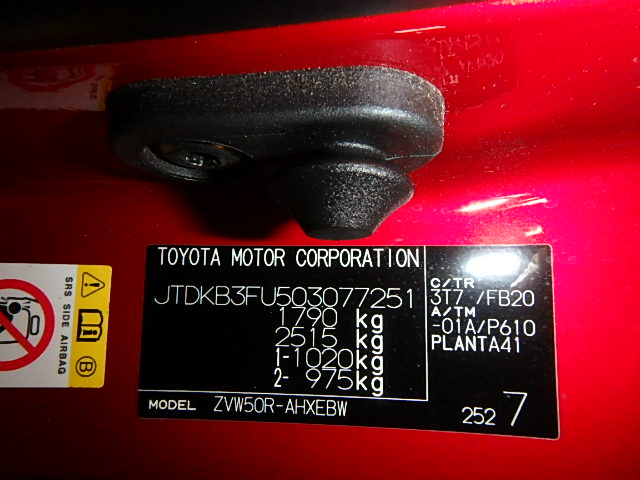 TOYOTA MOTOR CORPORATION
JTDKB3FU503077251
1790 kg
2515 kg
1-1020kg
2- 975kg
MODEL ZVW50R-AHXEBW
C/TR
3T7 /FB20
A/TM
-01A/P610
PLANTA41
252 7
SRS SIDE AIRBAG
B